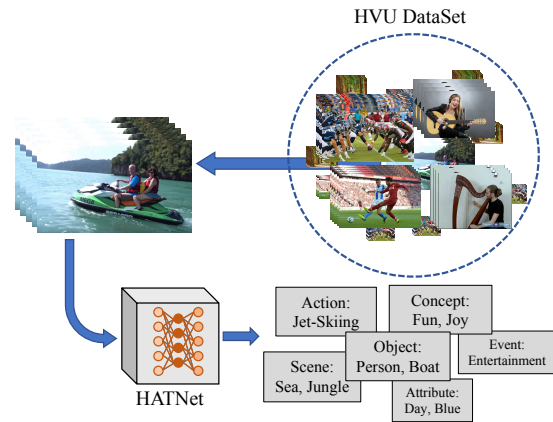 HVU DataSet
HATNet
Action:
Jet-Skiing
Concept:
Fun, Joy
Object:
Person, Boat
Event:
Entertainment
Scene:
Sea, Jungle
Attribute:
Day, Blue